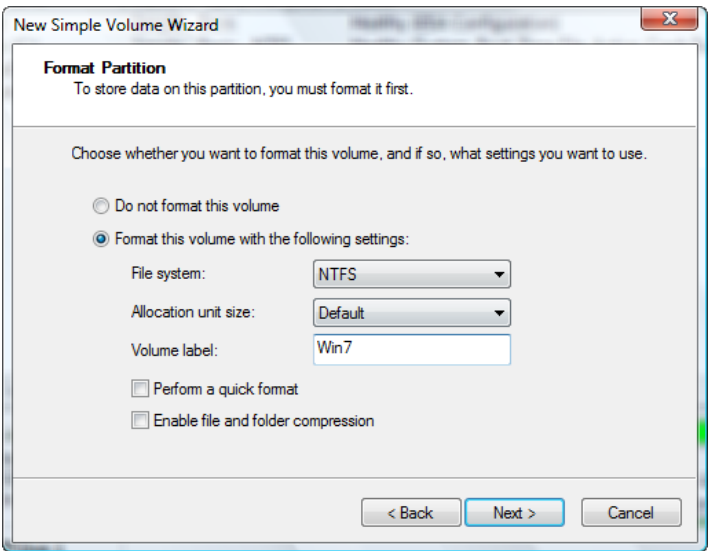 New Simple Volume Wizard
Format Partition
To store data on this partition, you must format it first.
Choose whether you want to format this volume, and if so, what settings you want to use.
Do not format this volume
Format this volume with the following settings:
File system: NTFS
Allocation unit size: Default
Volume label: Win7
Perform a quick format
Enable file and folder compression
< Back Next > Cancel